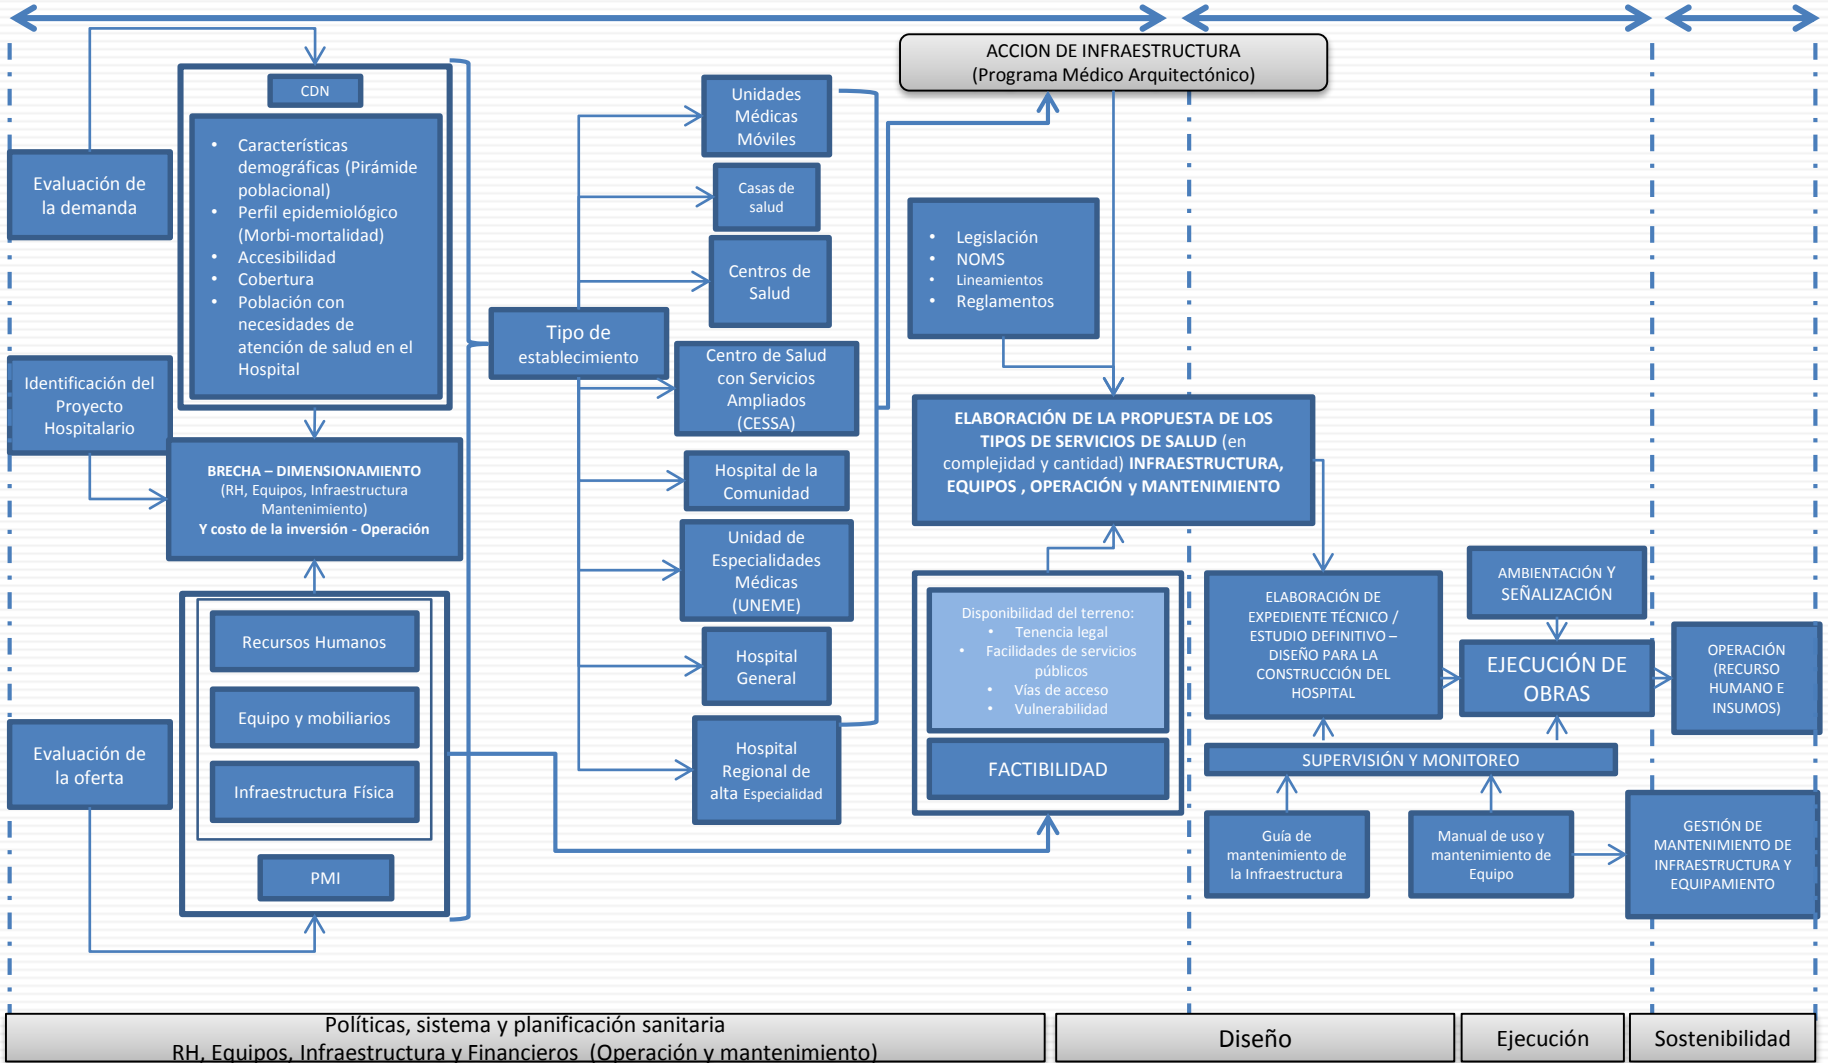 ACCION DE INFRAESTRUCTURA
(Programa Médico Arquitectónico)
Evaluación de
la demanda
Identificación del
Proyecto
Hospitalario
Evaluación de
la oferta
CDN
• Características
demográficas (Pirámide
poblacional)
• Perfil epidemiológico
(Morbi-mortalidad)
• Accesibilidad
• Cobertura
• Población con
necesidades de
atención de salud en el
Hospital
BRECHA – DIMENSIONAMIENTO
(RH, Equipos, Infraestructura
Mantenimiento)
Y costo de la inversión - Operación
Recursos Humanos
Equipo y mobiliarios
Infraestructura Física
PMI
Tipo de
establecimiento
Unidades
Médicas
Móviles
Casas de
salud
Centros de
Salud
Centro de Salud
con Servicios
Ampliados
(CESSA)
Hospital de la
Comunidad
Unidad de
Especialidades
Médicas
(UNEME)
Hospital
General
Hospital
Regional de
alta Especialidad
• Legislación
• NOMS
• Lineamientos
• Reglamentos
ELABORACIÓN DE LA PROPUESTA DE LOS
TIPOS DE SERVICIOS DE SALUD (en
complejidad y cantidad) INFRAESTRUCTURA,
EQUIPOS , OPERACIÓN y MANTENIMIENTO
Disponibilidad del terreno:
• Tenencia legal
• Facilidades de servicios
públicos
• Vías de acceso
• Vulnerabilidad
FACTIBILIDAD
ELABORACIÓN DE
EXPEDIENTE TÉCNICO /
ESTUDIO DEFINITIVO –
DISEÑO PARA LA
CONSTRUCCIÓN DEL
HOSPITAL
AMBIENTACIÓN Y
SEÑALIZACIÓN
EJECUCIÓN DE
OBRAS
OPERACIÓN
(RECURSO
HUMANO E
INSUMOS)
SUPERVISIÓN Y MONITOREO
Guía de
mantenimiento de
la Infraestructura
Manual de uso y
mantenimiento de
Equipo
GESTIÓN DE
MANTENIMIENTO DE
INFRAESTRUCTURA Y
EQUIPAMIENTO
Políticas, sistema y planificación sanitaria
RH, Equipos, Infraestructura y Financieros (Operación y mantenimiento)
Diseño
Ejecución
Sostenibilidad